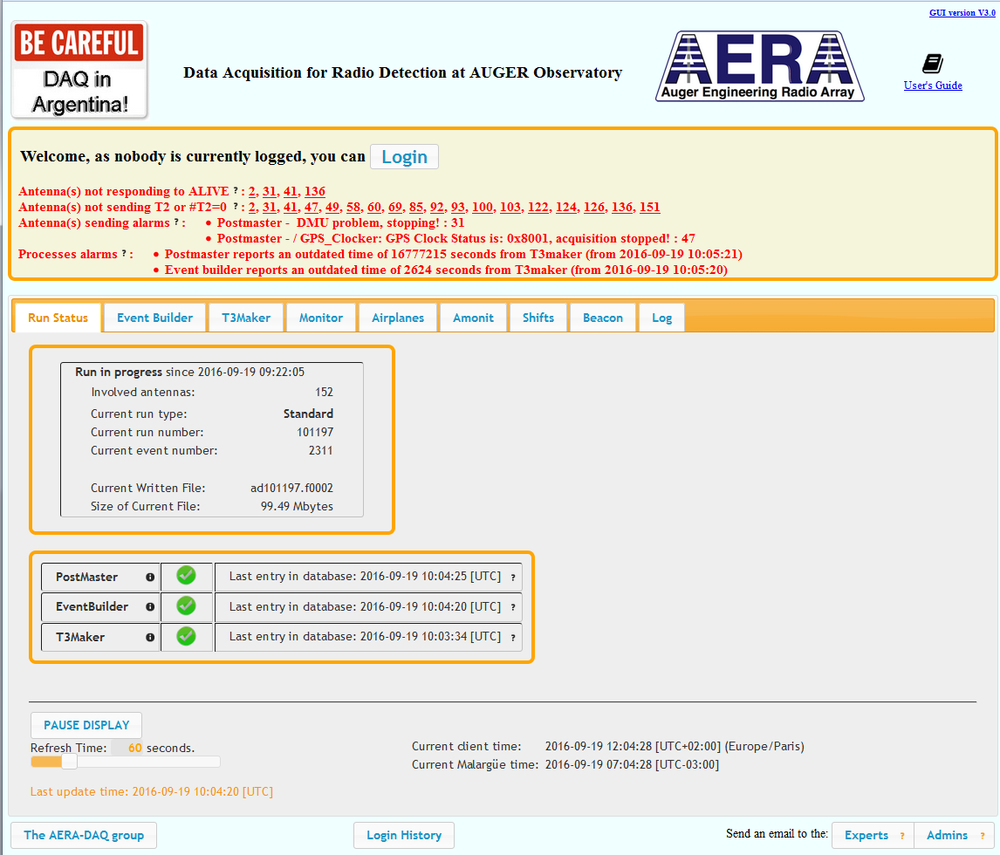 GUI version V3.0
BE CAREFUL
DAQ in
Argentina!
Data Acquisition for Radio Detection at AUGER Observatory
AERA
Auger Engineering Radio Array
User's Guide
Welcome, as nobody is currently logged, you can Login
Antenna(s) not responding to ALIVE ? : 2, 31, 41, 136
Antenna(s) not sending T2 or #T2=0 ? : 2, 31, 41, 47, 49, 58, 60, 69, 85, 92, 93, 100, 103, 122, 124, 126, 136, 151
Antenna(s) sending alarms ? : • Postmaster - DMU problem, stopping! : 31
• Postmaster - / GPS_Clocker: GPS Clock Status is: 0x8001, acquisition stopped! : 47
Processes alarms ? : • Postmaster reports an outdated time of 16777215 seconds from T3maker (from 2016-09-19 10:05:21)
• Event builder reports an outdated time of 2624 seconds from T3maker (from 2016-09-19 10:05:20)
Run Status Event Builder T3Maker Monitor Airplanes Amonit Shifts Beacon Log
Run in progress since 2016-09-19 09:22:05
Involved antennas: 152
Current run type: Standard
Current run number: 101197
Current event number: 2311
Current Written File: ad101197.f0002
Size of Current File: 99.49 Mbytes
PostMaster Last entry in database: 2016-09-19 10:04:25 [UTC] ?
EventBuilder Last entry in database: 2016-09-19 10:04:20 [UTC] ?
T3Maker Last entry in database: 2016-09-19 10:03:34 [UTC] ?
PAUSE DISPLAY
Refresh Time: 60 seconds.
Current client time: 2016-09-19 12:04:28 [UTC+02:00] (Europe/Paris)
Current Malargüe time: 2016-09-19 07:04:28 [UTC-03:00]
Last update time: 2016-09-19 10:04:20 [UTC]
The AERA-DAQ group Login History Send an email to the: Experts ? Admins ?